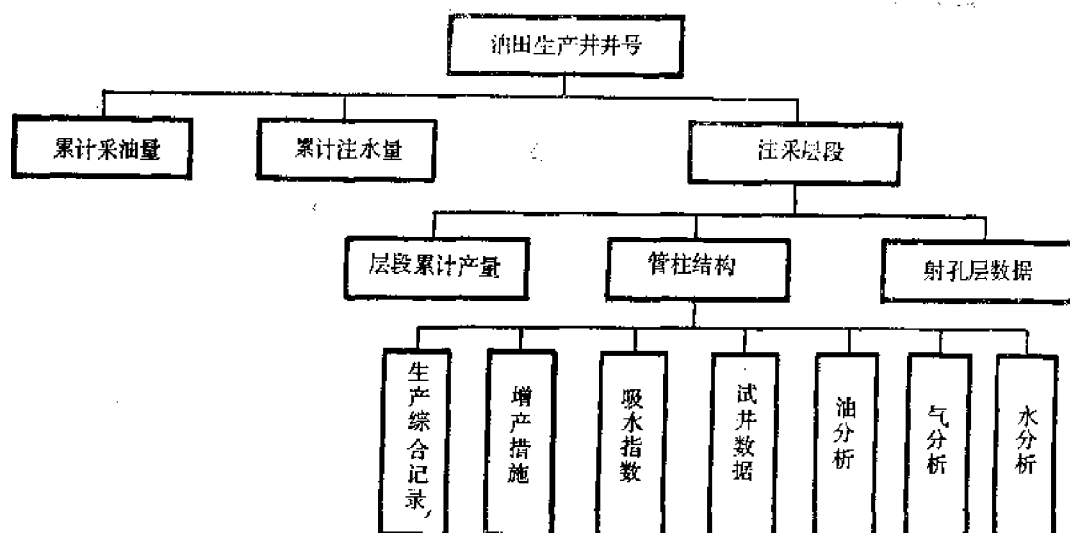 油田生产井井号
累计采油量
累计注水量
注采层段
层段累计产量
管柱结构
射孔层数据
生产综合记录
增产措施
吸水指数
试井数据
油分析
气分析
水分析